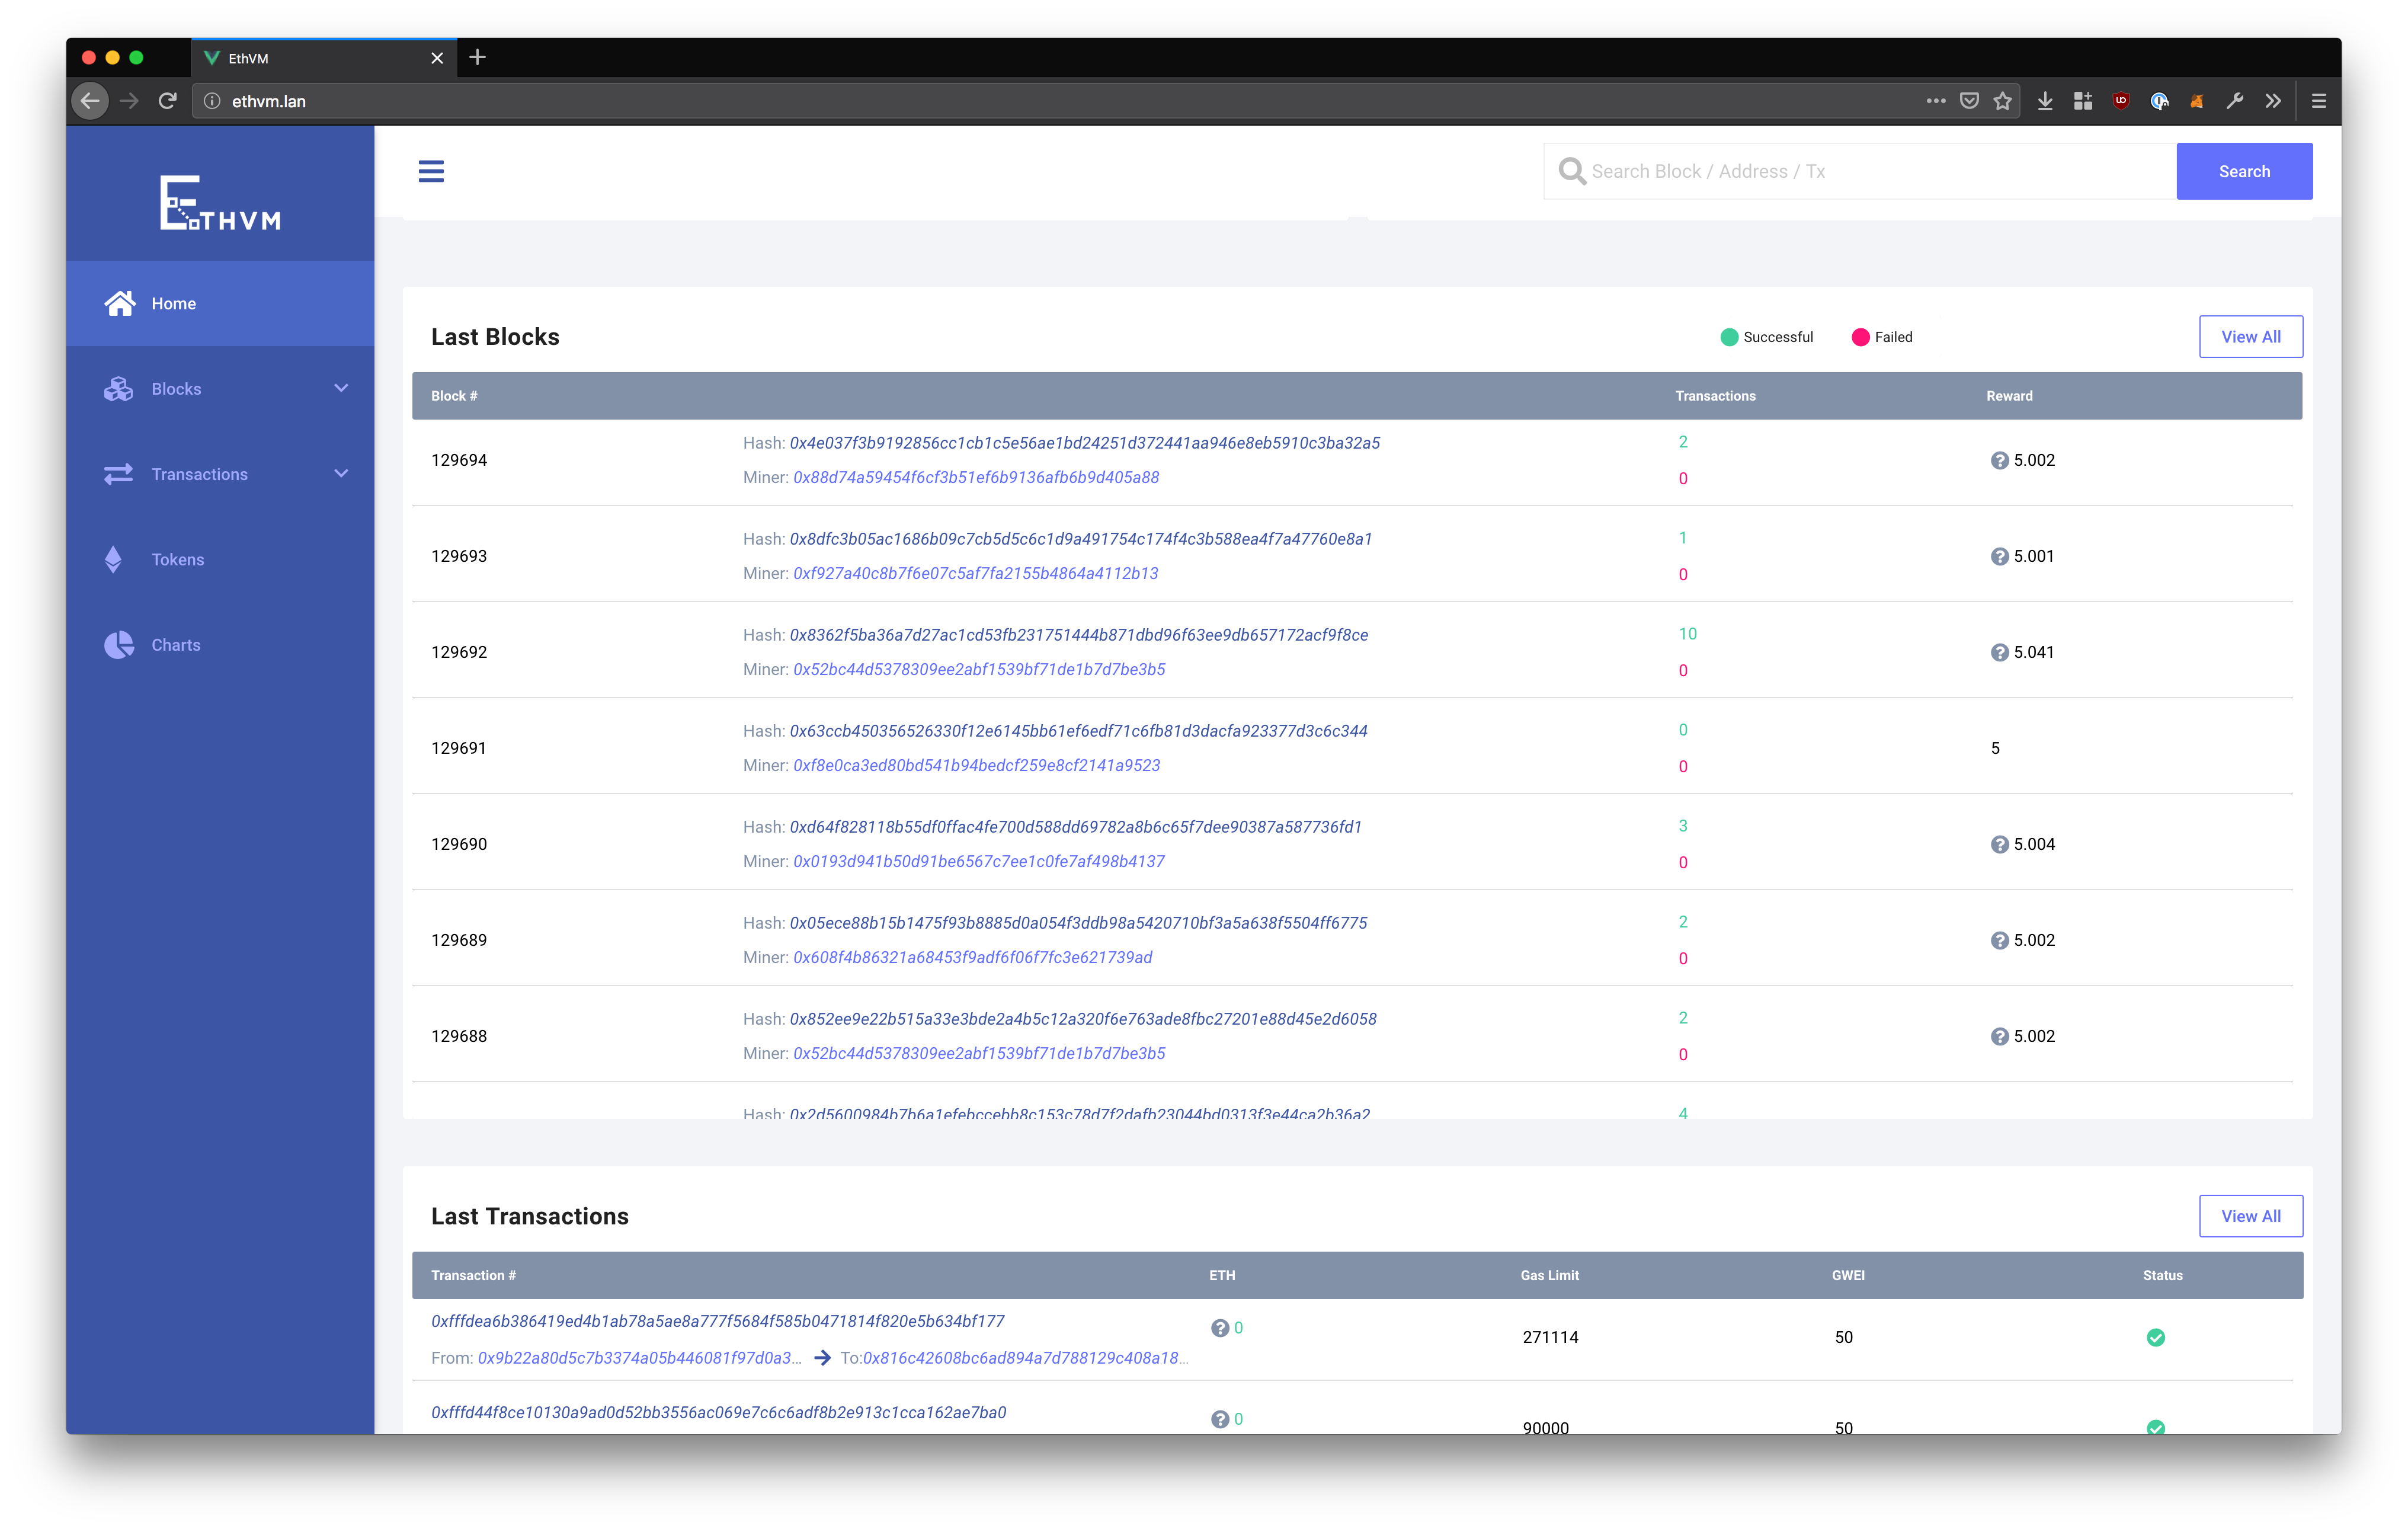 EthVM
ethvm.lan
ETHVM
Search Block / Address / Tx
Search
Home
Blocks
Transactions
Tokens
Charts
Last Blocks
Successful
Failed
View All
Block #
Transactions
Reward
129694
Hash: 0x4e037f3b9192856cc1cb1c5e56ae1bd24251d372441aa946e8eb5910c3ba32a5
Miner: 0x88d74a59454f6cf3b51ef6b9136afb6b9d405a88
2
0
5.002
129693
Hash: 0x8dfc3b05ac1686b09c7cb5d5c6c1d9a491754c174f4c3b588ea4f7a47760e8a1
Miner: 0xf927a40c8b7f6e07c5af7fa2155b4864a4112b13
1
0
5.001
129692
Hash: 0x8362f5ba36a7d27ac1cd53fb231751444b871dbd96f63ee9db657172acf9f8ce
Miner: 0x52bc44d5378309ee2abf1539bf71de1b7d7be3b5
10
0
5.041
129691
Hash: 0x63ccb450356526330f12e6145bb61ef6edf71c6fb81d3dacfa923377d3c6c344
Miner: 0xf8e0ca3ed80bd541b94bedcf259e8cf2141a9523
0
0
5
129690
Hash: 0xd64f828118b55df0ffac4fe700d588dd69782a8b6c65f7dee90387a587736fd1
Miner: 0x0193d941b50d91be6567c7ee1c0fe7af498b4137
3
0
5.004
129689
Hash: 0x05ece88b15b1475f93b8885d0a054f3ddb98a5420710bf3a5a638f5504ff6775
Miner: 0x608f4b86321a68453f9adf6f06f7fc3e621739ad
2
0
5.002
129688
Hash: 0x852ee9e22b515a33e3bde2a4b5c12a320f6e763ade8fbc27201e88d45e2d6058
Miner: 0x52bc44d5378309ee2abf1539bf71de1b7d7be3b5
2
0
5.002
Hash: 0x2d5600984b7b6a1efebccebb8c153c78d7f2dafb23044bd0313f3e44ca2b36a2
4
Last Transactions
View All
Transaction #
ETH
Gas Limit
GWEI
Status
0xfffdea6b386419ed4b1ab78a5ae8a777f5684f585b0471814f820e5b634bf177
From: 0x9b22a80d5c7b3374a05b446081f97d0a3... To:0x816c42608bc6ad894a7d788129c408a18...
0
271114
50
0xfffd44f8ce10130a9ad0d52bb3556ac069e7c6c6adf8b2e913c1cca162ae7ba0
0
90000
50